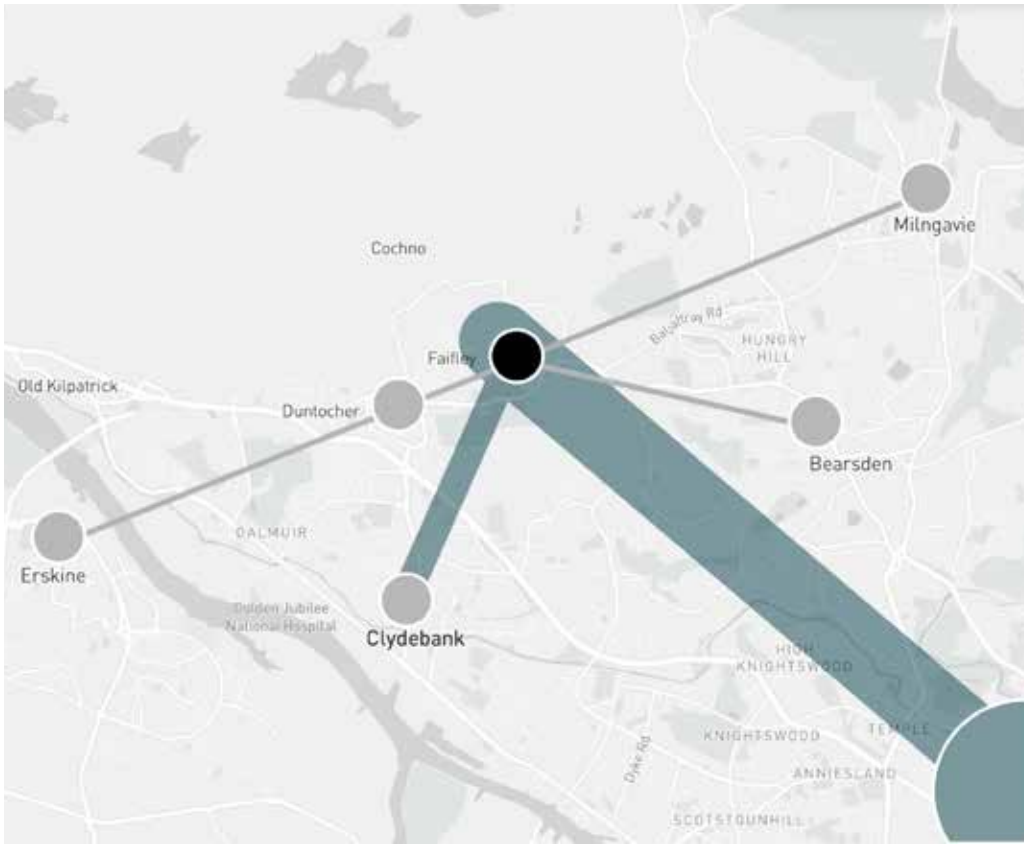 Milngavie
Cochno
Balvaltray Rd
HUNGRY
HILL
Faifley
Old Kilpatrick
Duntocher
Bearsden
DALMUIR
Erskine
Golden Jubilee
National Hospital
Clydebank
HIGH
KNIGHTSWOOD
TEMPLE
KNIGHTSWOOD
Dyke Rd
ANNIESLAND
SCOTSTOUNHILL